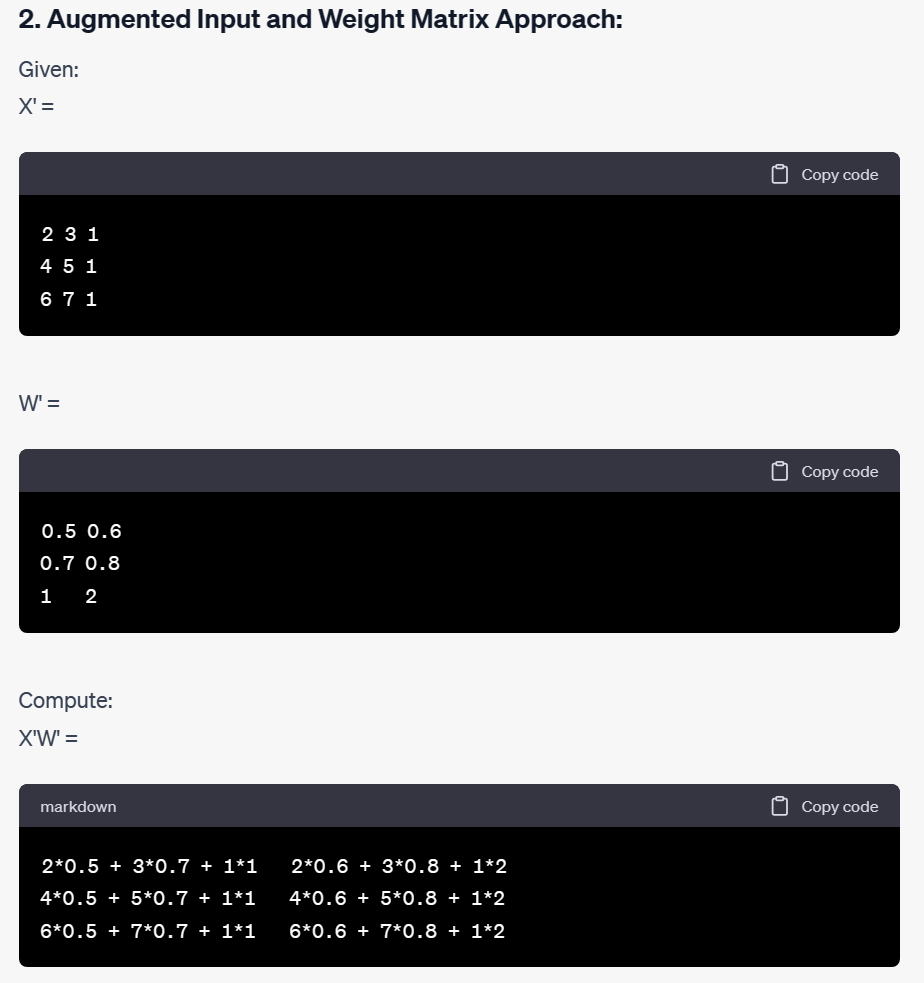 2. Augmented Input and Weight Matrix Approach:
Given:
X' =
Copy code
2 3 1
4 5 1
6 7 1
W' =
Copy code
0.5 0.6
0.7 0.8
1   2
Compute:
X'W' =
markdown
Copy code
2*0.5 + 3*0.7 + 1*1   2*0.6 + 3*0.8 + 1*2
4*0.5 + 5*0.7 + 1*1   4*0.6 + 5*0.8 + 1*2
6*0.5 + 7*0.7 + 1*1   6*0.6 + 7*0.8 + 1*2